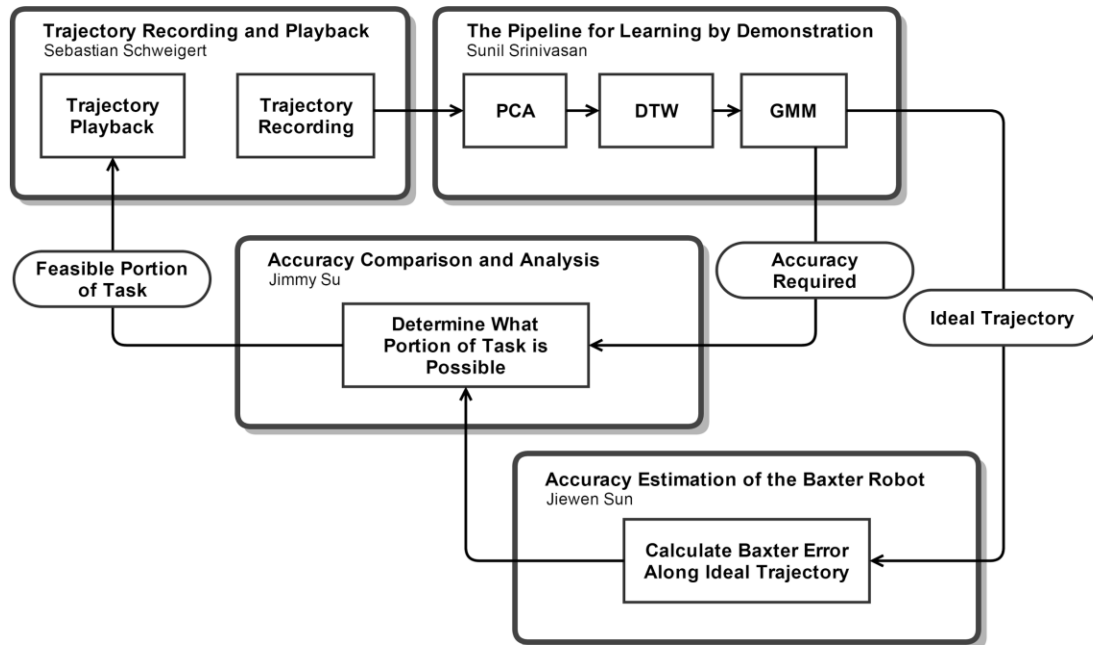 Trajectory Recording and Playback
Sebastian Schweigert
Trajectory
Playback
Trajectory
Recording
The Pipeline for Learning by Demonstration
Sunil Srinivasan
PCA
DTW
GMM
Feasible Portion
of Task
Accuracy Comparison and Analysis
Jimmy Su
Determine What
Portion of Task is
Possible
Accuracy
Required
Ideal Trajectory
Accuracy Estimation of the Baxter Robot
Jiewen Sun
Calculate Baxter Error
Along Ideal Trajectory